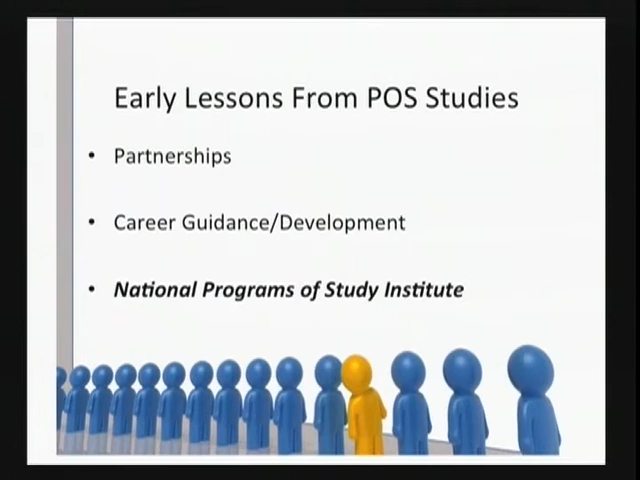 Early Lessons From POS Studies
• Partnerships
• Career Guidance/Development
• National Programs of Study Institute